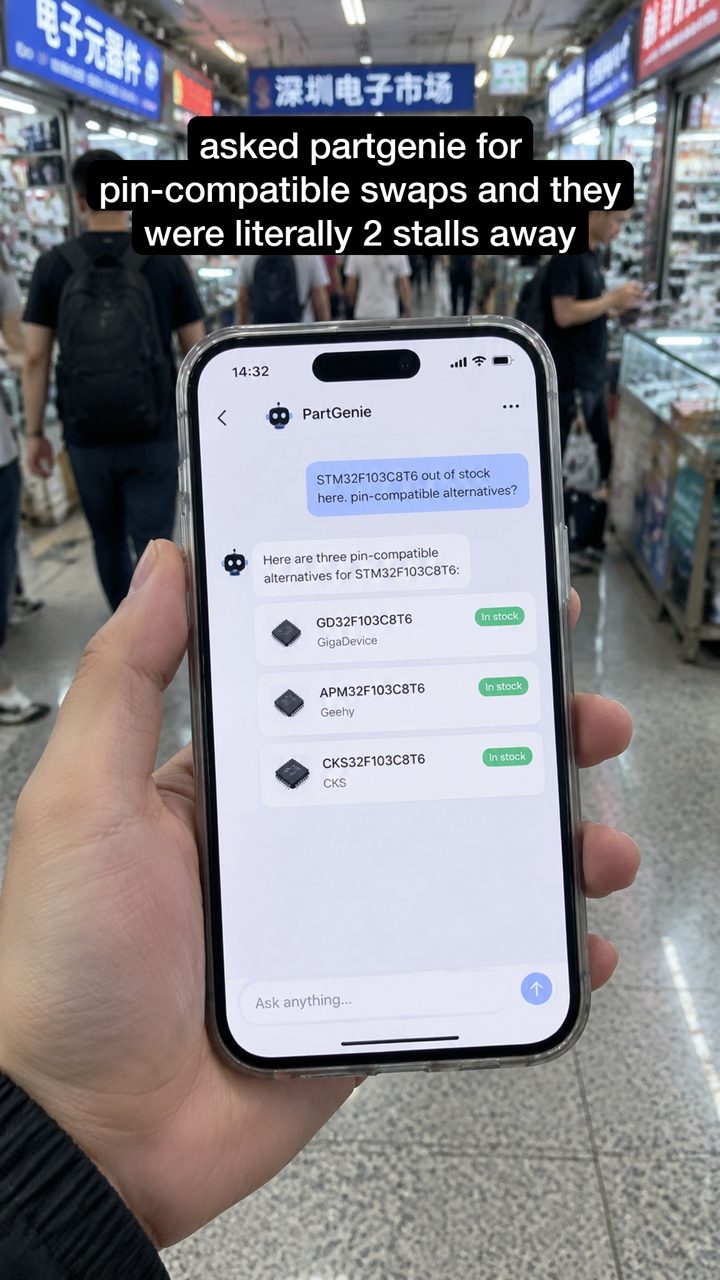 电子元器件
深圳电子市场
asked partgenie for
pin-compatible swaps and they
were literally 2 stalls away
14:32
PartGenie
STM32F103C8T6 out of stock
here. pin-compatible alternatives?
Here are three pin-compatible
alternatives for STM32F103C8T6:
GD32F103C8T6
In stock
GigaDevice
APM32F103C8T6
In stock
Geehy
CKS32F103C8T6
In stock
CKS
Ask anything...